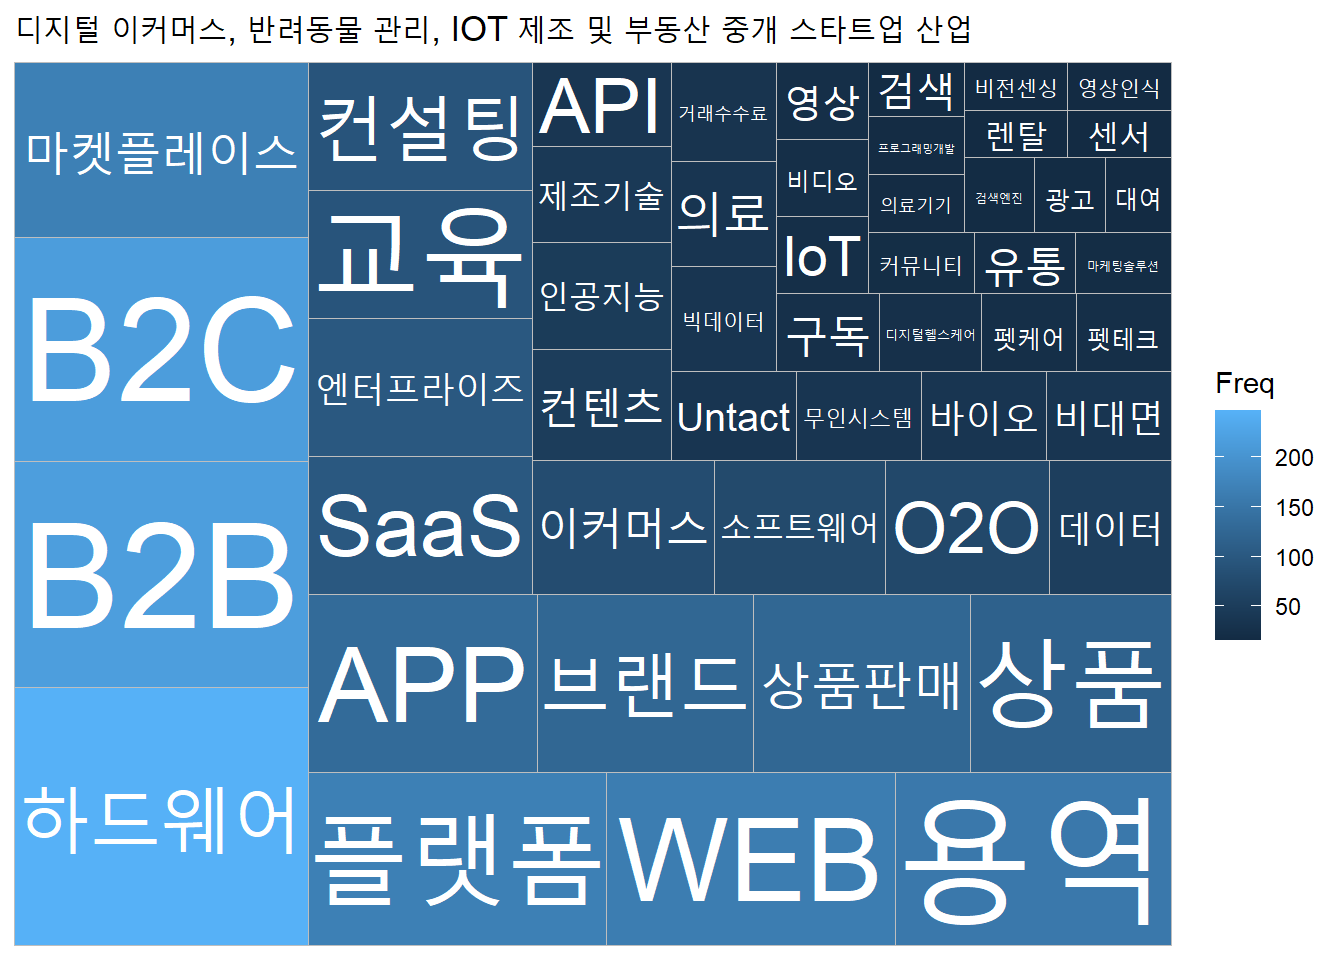 디지털 이커머스, 반려동물 관리, IOT 제조 및 부동산 중개 스타트업 산업
마켓플레이스
B2C
B2B
하드웨어
컨설팅
교육
엔터프라이즈
SaaS
API
제조기술
인공지능
컨텐츠
거래수수료
의료
빅데이터
영상
비디오
IoT
검색
프로그래밍개발
의료기기
비전센싱
영상인식
렌탈
센서
검색엔진
광고
대여
커뮤니티
유통
마케팅솔루션
구독
디지털헬스케어
펫케어
펫테크
Untact
무인시스템
바이오
비대면
이커머스
소프트웨어
O2O
데이터
APP
브랜드
상품판매
상품
플랫폼
WEB
용역
Freq
200
150
100
50